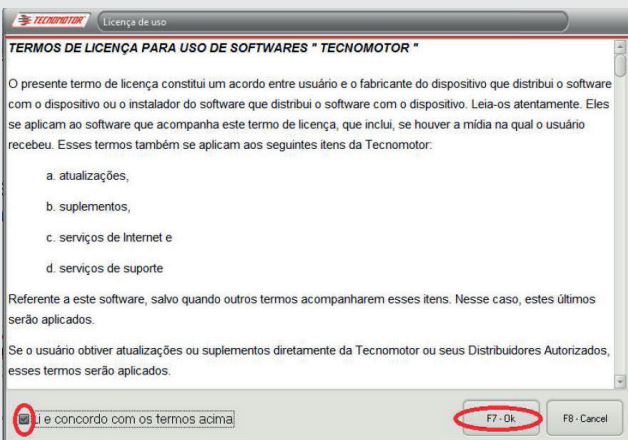 TECNOMOTOR Licença de uso
TERMOS DE LICENÇA PARA USO DE SOFTWARES " TECNOMOTOR "
O presente termo de licença constitui um acordo entre usuário e o fabricante do dispositivo que distribui o software
com o dispositivo ou o instalador do software que distribui o software com o dispositivo. Leia-os atentamente. Eles
se aplicam ao software que acompanha este termo de licença, que inclui, se houver a mídia na qual o usuário
recebeu. Esses termos também se aplicam aos seguintes itens da Tecnomotor:
a. atualizações,
b. suplementos,
c. serviços de Internet e
d. serviços de suporte
Referente a este software, salvo quando outros termos acompanharem esses itens. Nesse caso, estes últimos
serão aplicados.
Se o usuário obtiver atualizações ou suplementos diretamente da Tecnomotor ou seus Distribuidores Autorizados,
esses termos serão aplicados.
Li e concordo com os termos acima F7 - Ok F8 - Cancel